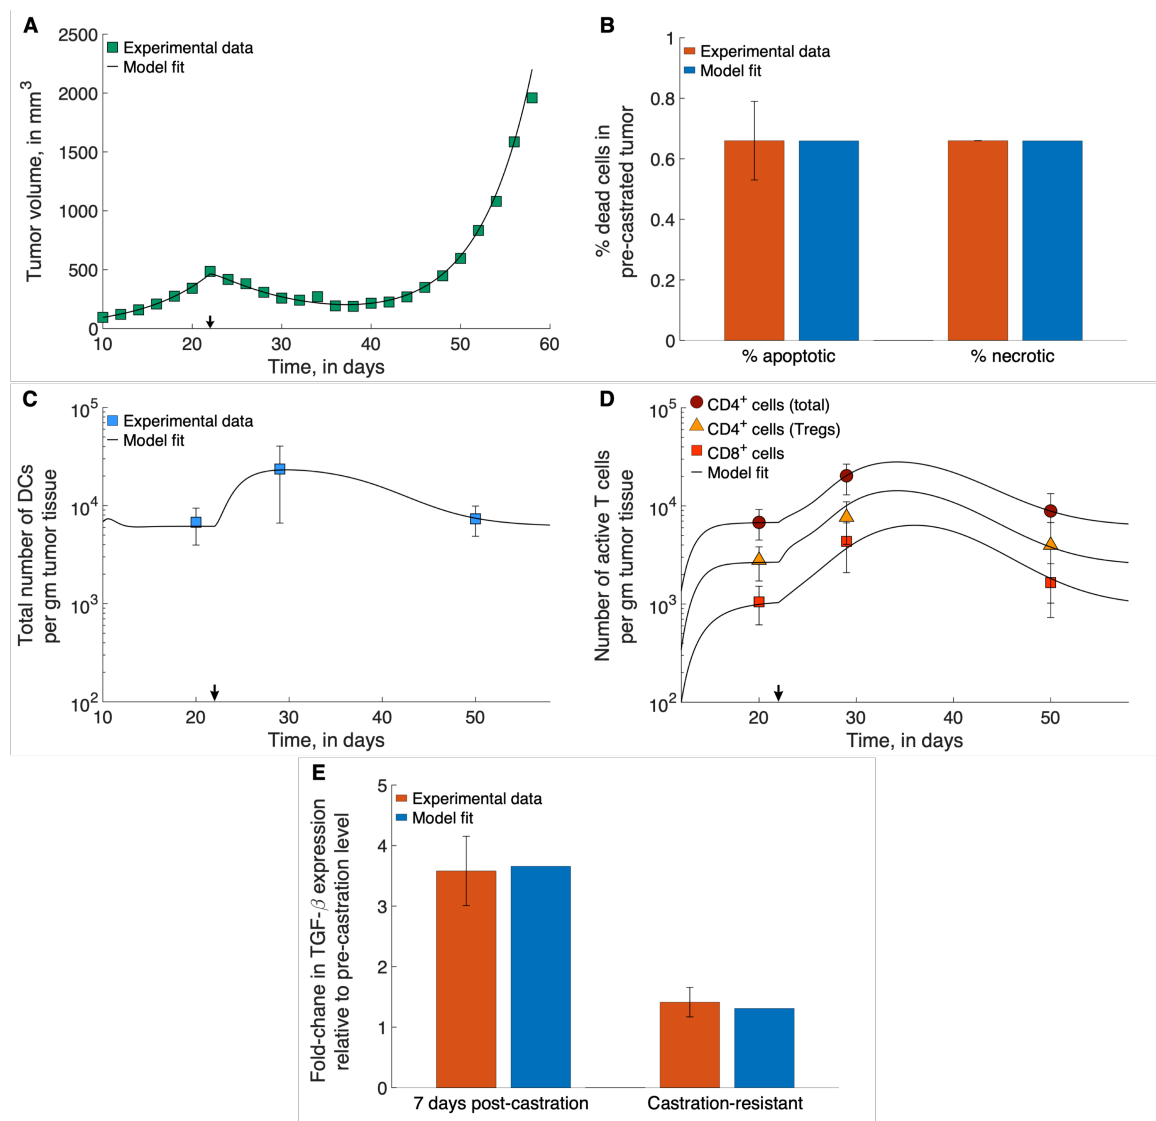 A
Tumor volume, in mm3
2500
2000
1500
1000
500
0
Experimental data
Model fit
10 20 30 40 50 60
Time, in days
B
% dead cells in
pre-castrated tumor
1
0.8
0.6
0.4
0.2
0
Experimental data
Model fit
% apoptotic % necrotic
C
Total number of DCs
per gm tumor tissue
10^5
10^4
10^3
10^2
Experimental data
Model fit
10 20 30 40 50
Time, in days
D
Number of active T cells
per gm tumor tissue
10^5
10^4
10^3
10^2
CD4+ cells (total)
CD4+ cells (Tregs)
CD8+ cells
Model fit
20 30 40 50
Time, in days
E
Fold-chane in TGF-β expression
relative to pre-castration level
5
4
3
2
1
0
Experimental data
Model fit
7 days post-castration Castration-resistant